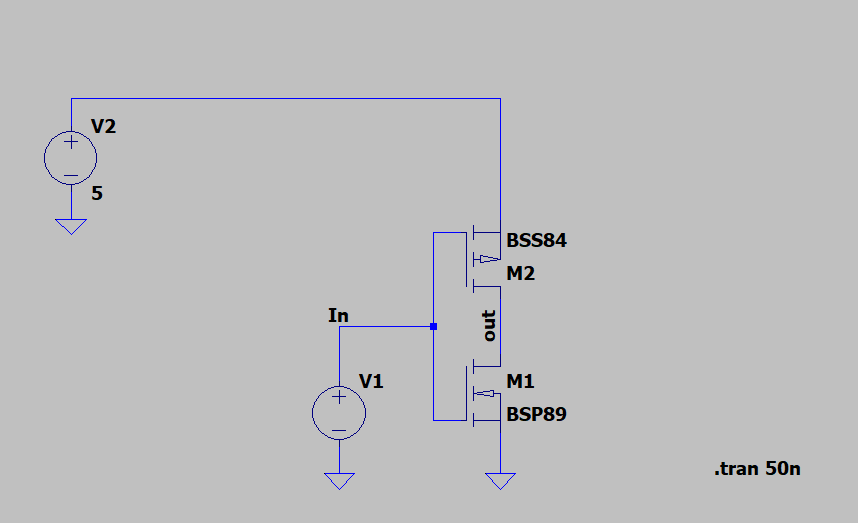 V2
5
BSS84
M2
In
out
V1
M1
BSP89
.tran 50n